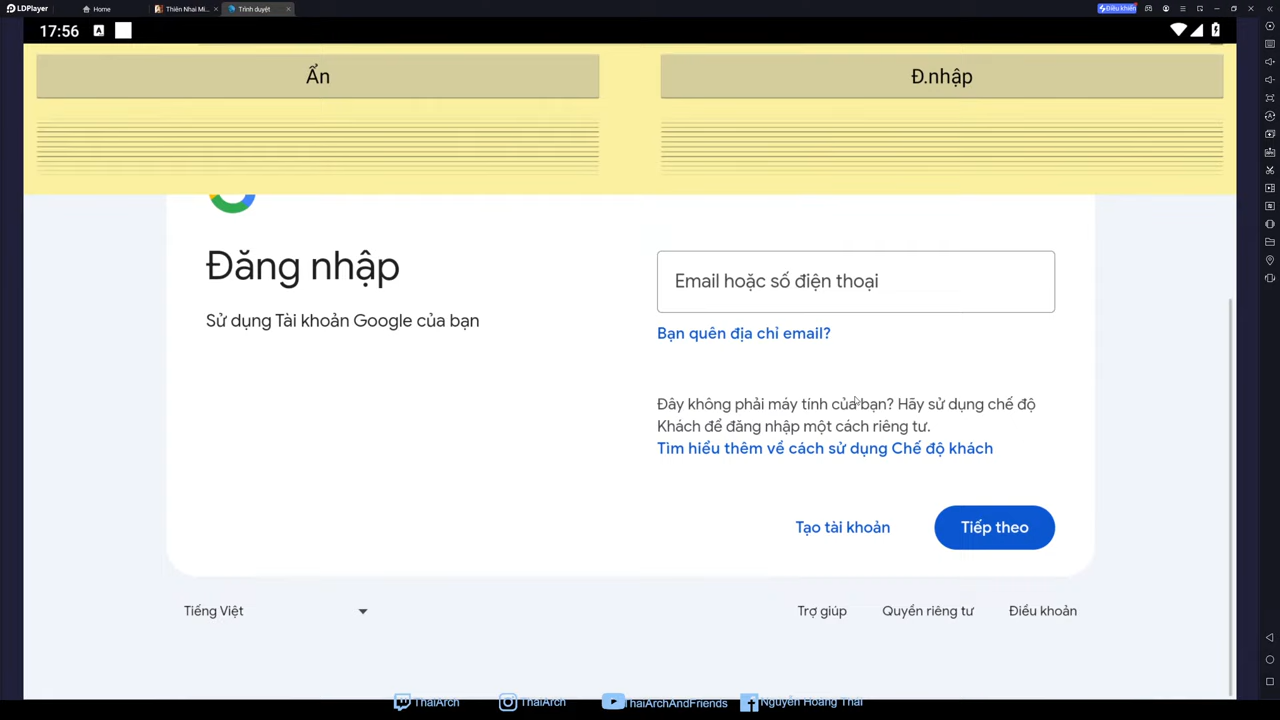 LDPlayer
Home
Thiên Nhai Mi...
Trình duyệt
Điều khiển
17:56
Ẩn
Đ.nhập
Đăng nhập
Sử dụng Tài khoản Google của bạn
Email hoặc số điện thoại
Bạn quên địa chỉ email?
Đây không phải máy tính của bạn? Hãy sử dụng chế độ
Khách để đăng nhập một cách riêng tư.
Tìm hiểu thêm về cách sử dụng Chế độ khách
Tạo tài khoản
Tiếp theo
Tiếng Việt
Trợ giúp
Quyền riêng tư
Điều khoản
ThaiArch
ThaiArch
ThaiArchAndFriends
Nguyễn Hoàng Thái